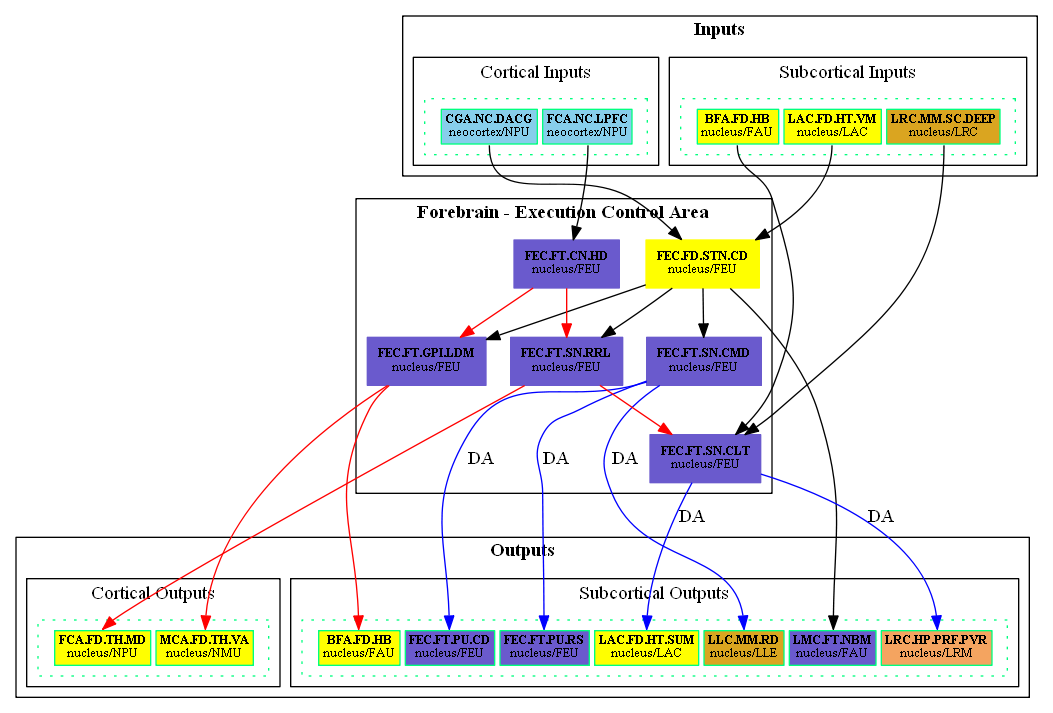 Inputs
Cortical Inputs
Subcortical Inputs
CGA.NC.DACG
neocortex/NPU
FCA.NC.LPFC
neocortex/NPU
BFA.FD.HB
nucleus/FAU
LAC.FD.HT.VM
nucleus/LAC
LRC.MM.SC.DEEP
nucleus/LRC
Forebrain - Execution Control Area
FEC.FT.CN.HD
nucleus/FEU
FEC.FD.STN.CD
nucleus/FEU
FEC.FT.GPI.LDM
nucleus/FEU
FEC.FT.SN.RRL
nucleus/FEU
FEC.FT.SN.CMD
nucleus/FEU
FEC.FT.SN.CLT
nucleus/FEU
DA
DA
DA
DA
DA
Outputs
Cortical Outputs
Subcortical Outputs
FCA.FD.TH.MD
nucleus/NPU
MCA.FD.TH.VA
nucleus/NMU
BFA.FD.HB
nucleus/FAU
FEC.FT.PU.CD
nucleus/FEU
FEC.FT.PU.RS
nucleus/FEU
LAC.FD.HT.SUM
nucleus/LAC
LLC.MM.RD
nucleus/LLE
LMC.FT.NBM
nucleus/FAU
LRC.HP.PRF.PVR
nucleus/LRM